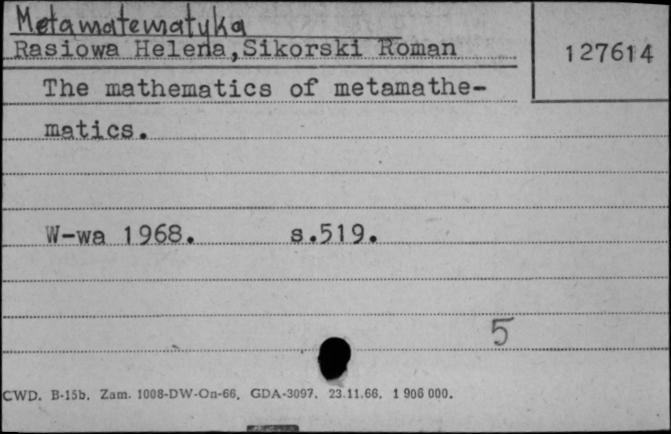 Metamatematyka
Rasiowa Helena, Sikorski Roman
127614
The mathematics of metamathe-
matics.
W-wa 1968. s.519.
5
CWD. B-15b. Zam. 1008-DW-On-66. GDA-3097. 23.11.66. 1 906 000.